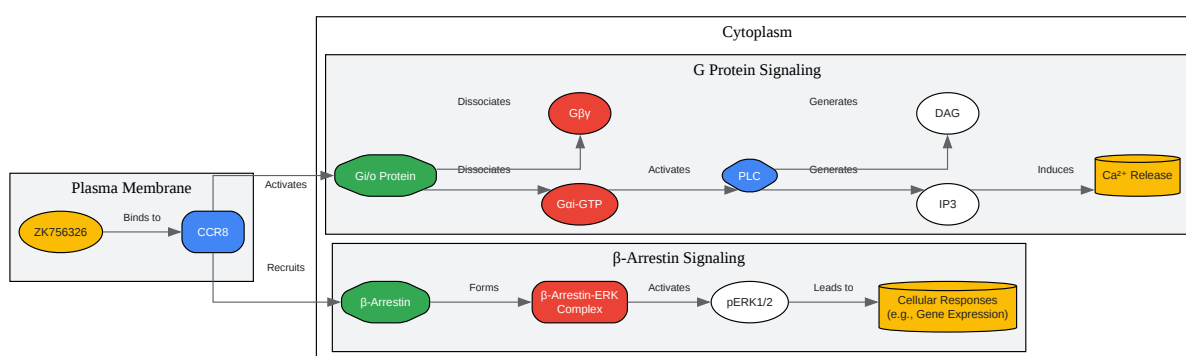 Cytoplasm
G Protein Signaling
Dissociates
Gβγ
Generates
DAG
Plasma Membrane
Activates
Gi/o Protein
Dissociates
Gαi-GTP
Activates
PLC
Generates
IP3
Induces
Ca²⁺ Release
ZK756326
Binds to
CCR8
Recruits
β-Arrestin Signaling
β-Arrestin
Forms
β-Arrestin-ERK
Complex
Activates
pERK1/2
Leads to
Cellular Responses
(e.g., Gene Expression)